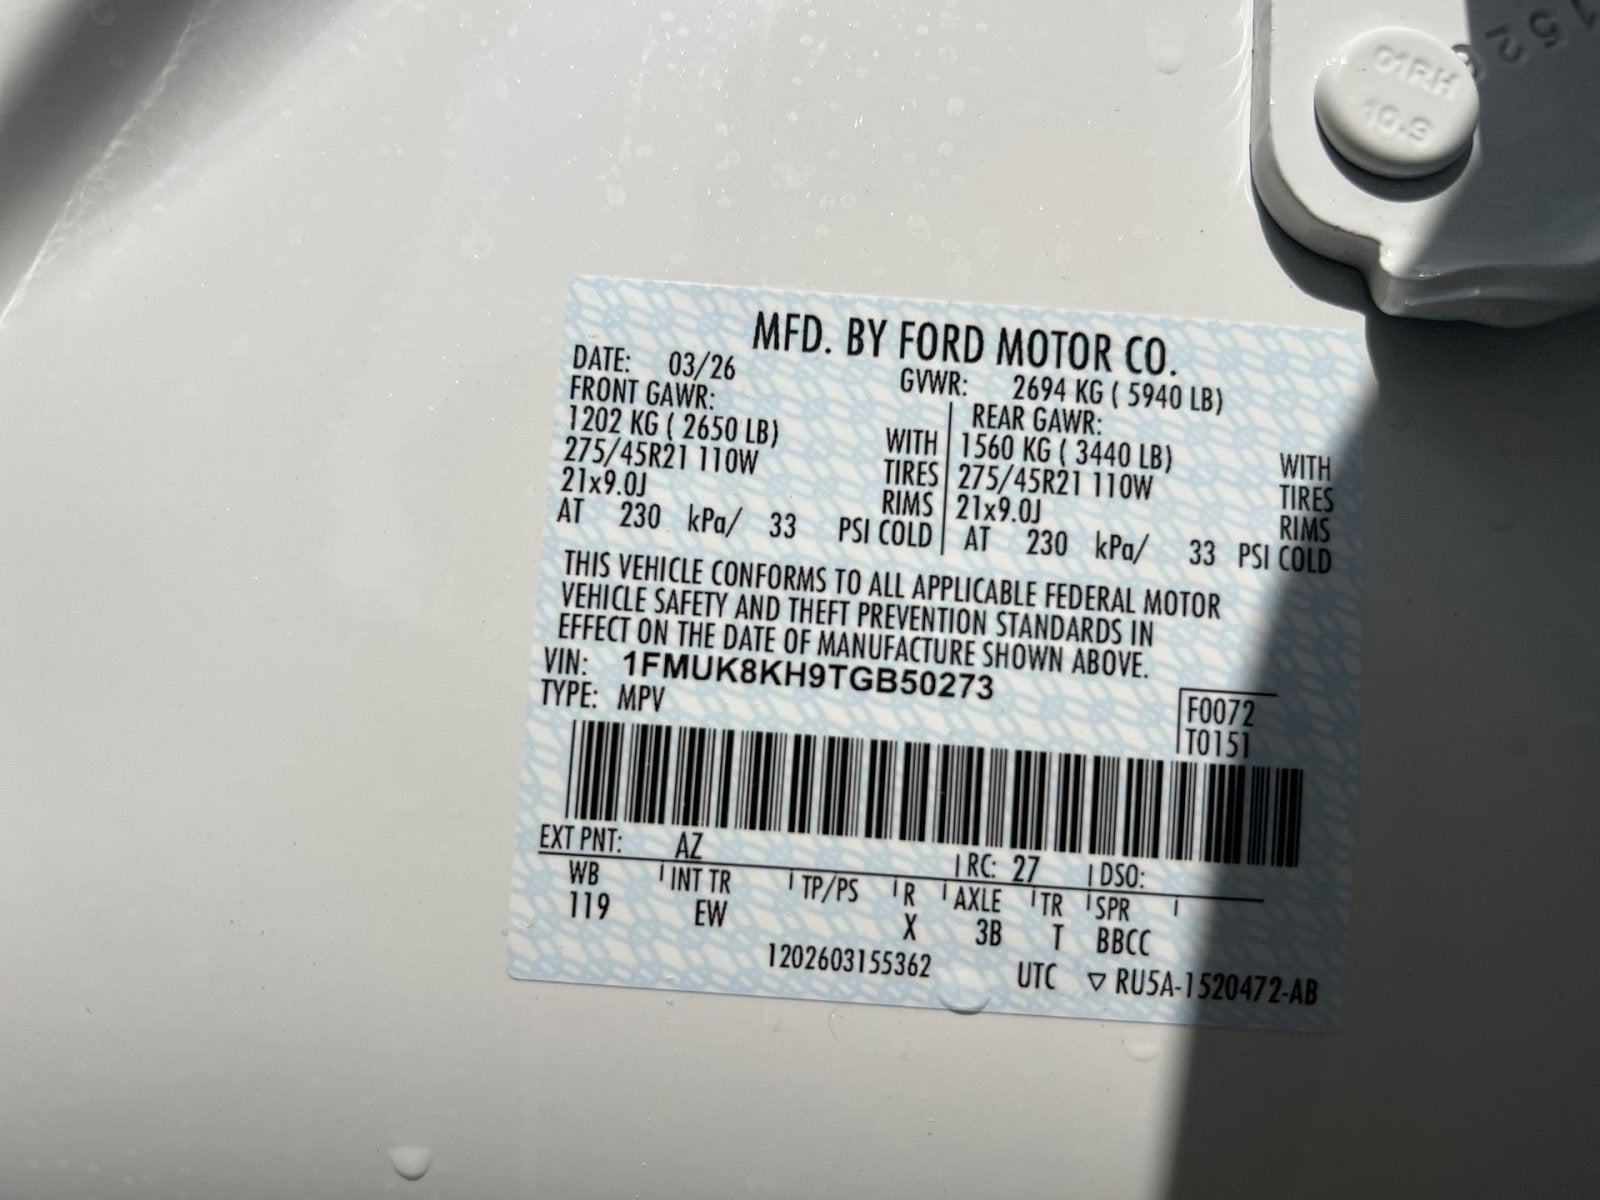 01RH
10.9
MFD. BY FORD MOTOR CO.
DATE: 03/26 GVWR: 2694 KG ( 5940 LB)
FRONT GAWR: REAR GAWR:
1202 KG ( 2650 LB) WITH 1560 KG ( 3440 LB) WITH
275/45R21 110W TIRES 275/45R21 110W TIRES
21x9.0J RIMS 21x9.0J RIMS
AT 230 kPa/ 33 PSI COLD AT 230 kPa/ 33 PSI COLD
THIS VEHICLE CONFORMS TO ALL APPLICABLE FEDERAL MOTOR
VEHICLE SAFETY AND THEFT PREVENTION STANDARDS IN
EFFECT ON THE DATE OF MANUFACTURE SHOWN ABOVE.
VIN: 1FMUK8KH9TGB50273
TYPE: MPV
F0072
T0151
EXT PNT: AZ RC: 27 DSO:
WB INT TR TP/PS R AXLE TR SPR
119 EW X 3B T BBCC
1202603155362 UTC ▽ RU5A-1520472-AB